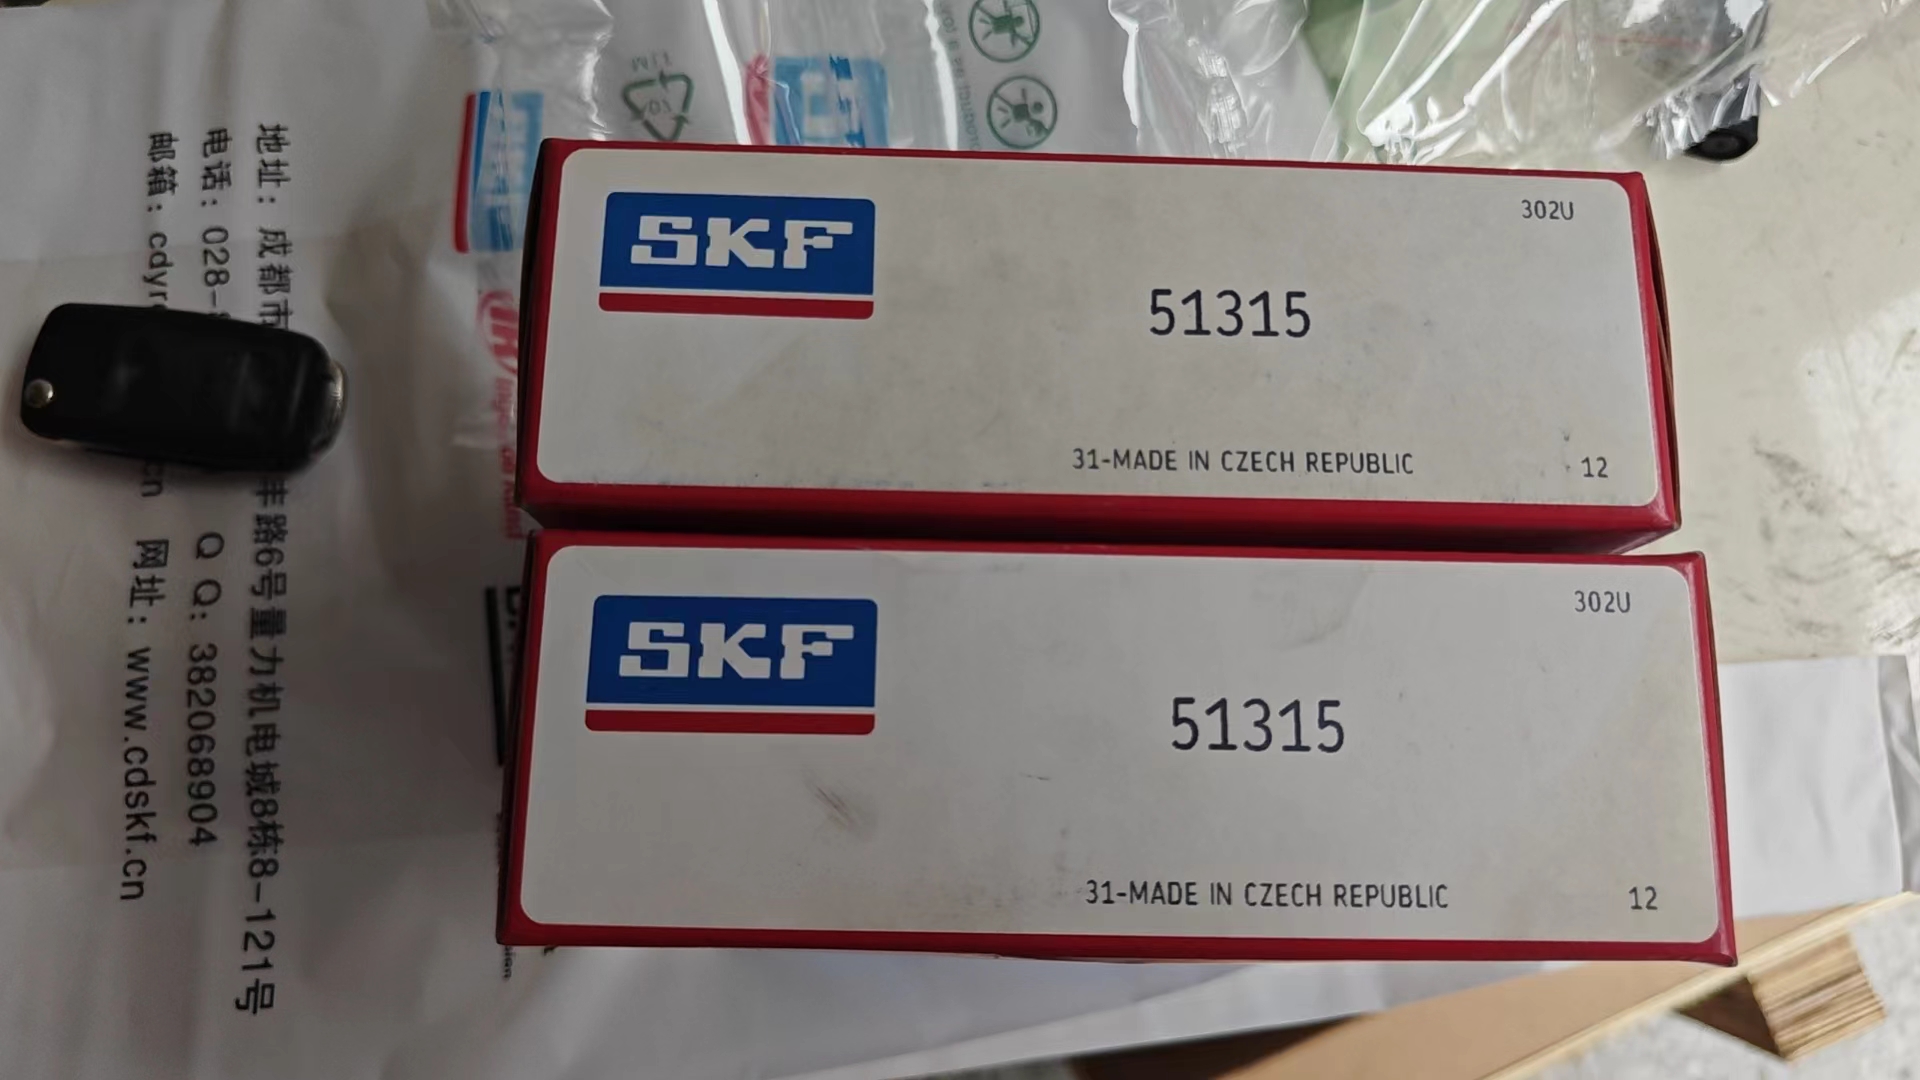 SKF
302U
51315
31-MADE IN CZECH REPUBLIC
12
SKF
302U
51315
31-MADE IN CZECH REPUBLIC
12
地址：成都市
丰路6号量力机电城8栋8-121号
电话：028-
Q Q：382068904
邮箱：cdyr
cn 网址：www.cdskf.cn